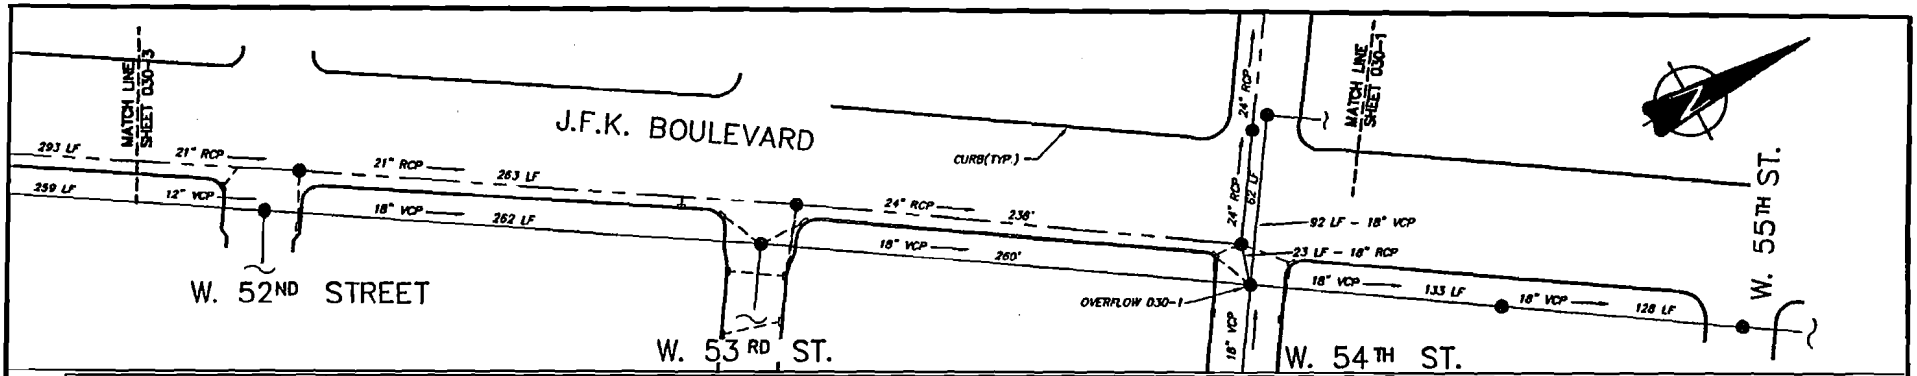 MATCH LINE
SHEET D30-3
MATCH LINE
SHEET D30-1
J.F.K. BOULEVARD
CURB(TYP.)
24" RCP
24" RCP
62 LF
293 LF
21" RCP
21" RCP
263 LF
24" RCP
238'
92 LF - 18" VCP
23 LF - 18" RCP
259 LF
12" VCP
18" VCP
262 LF
18" VCP
260'
OVERFLOW D30-1
18" VCP
133 LF
18" VCP
128 LF
18" VCP
W. 52ND STREET
W. 53RD ST.
W. 54TH ST.
W. 55TH ST.
N